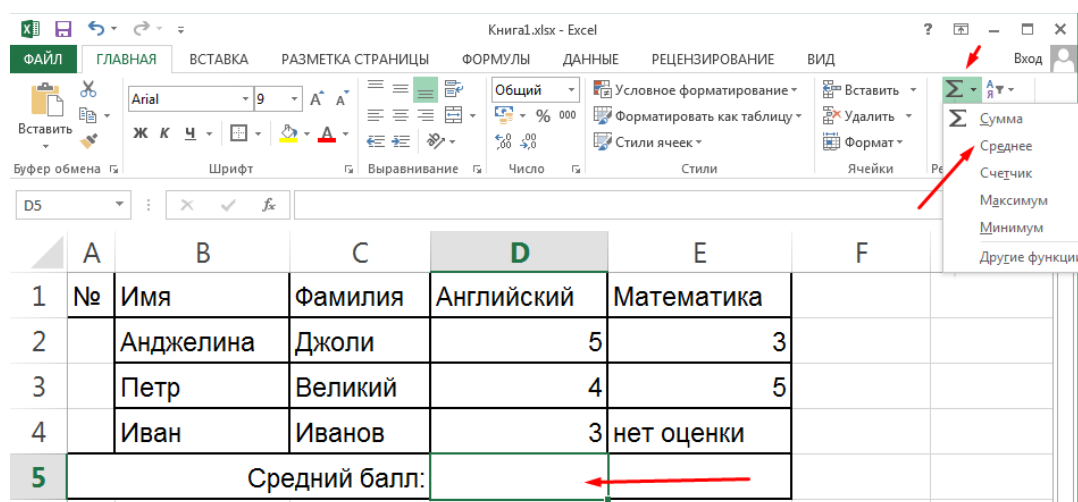 Книга1.xlsx - Excel ?
ФАЙЛ ГЛАВНАЯ ВСТАВКА РАЗМЕТКА СТРАНИЦЫ ФОРМУЛЫ ДАННЫЕ РЕЦЕНЗИРОВАНИЕ ВИД Вход
Arial 9 Общий Условное форматирование Вставить
Вставить Ж К Ч % 000 Форматировать как таблицу Удалить
Стили ячеек Формат
Буфер обмена Шрифт Выравнивание Число Стили Ячейки Ре
Σ Сумма
Среднее
Счетчик
Максимум
Минимум
Другие функции
D5 fx
A B C D E F
1 № Имя Фамилия Английский Математика
2 Анджелина Джоли 5 3
3 Петр Великий 4 5
4 Иван Иванов 3 нет оценки
5 Средний балл: